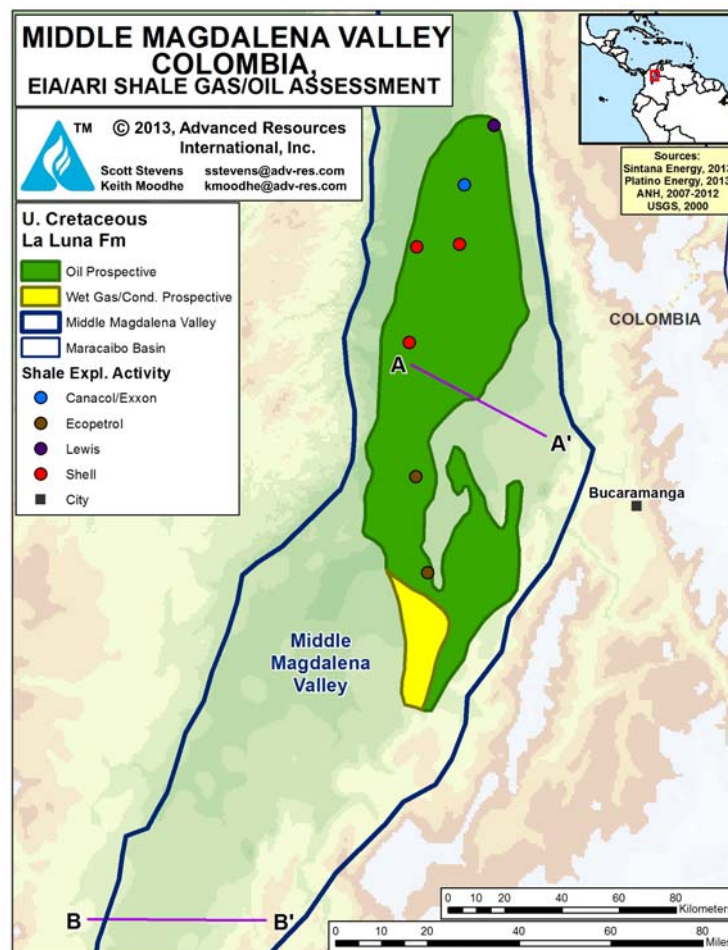 MIDDLE MAGDALENA VALLEY
COLOMBIA,
EIA/ARI SHALE GAS/OIL ASSESSMENT
TM
© 2013, Advanced Resources
International, Inc.
Scott Stevens sstevens@adv-res.com
Keith Moodhe kmoodhe@adv-res.com
Sources:
Sintana Energy, 2013
Platino Energy, 2013
ANH, 2007-2012
USGS, 2000
U. Cretaceous
La Luna Fm
Oil Prospective
Wet Gas/Cond. Prospective
Middle Magdalena Valley
Maracaibo Basin
Shale Expl. Activity
Canacol/Exxon
Ecopetrol
Lewis
Shell
City
COLOMBIA
A
A'
Bucaramanga
Middle
Magdalena
Valley
B
B'
0 10 20 40 60 80
Kilometers
0 10 20 40 60 80